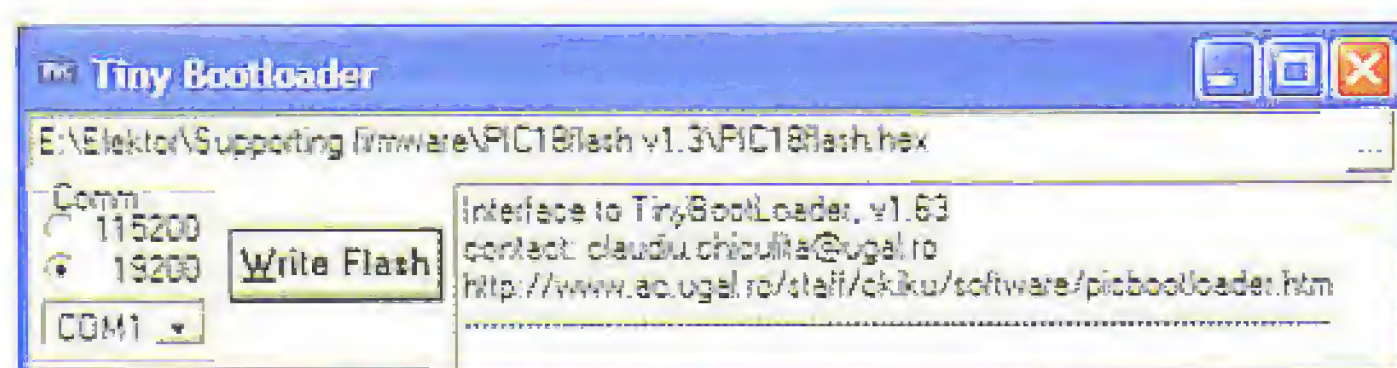 Tiny Bootloader
E:\Elektor\Supporting firmware\PIC18flash v1.3\PIC18flash.hex
...
Comm
115200
19200
Write Flash
COM1
Interface to TinyBootLoader, v1.63
contact: claudiu.chiculita@ugal.ro
http://www.ac.ugal.ro/staff/ckiku/software/picbootloader.htm